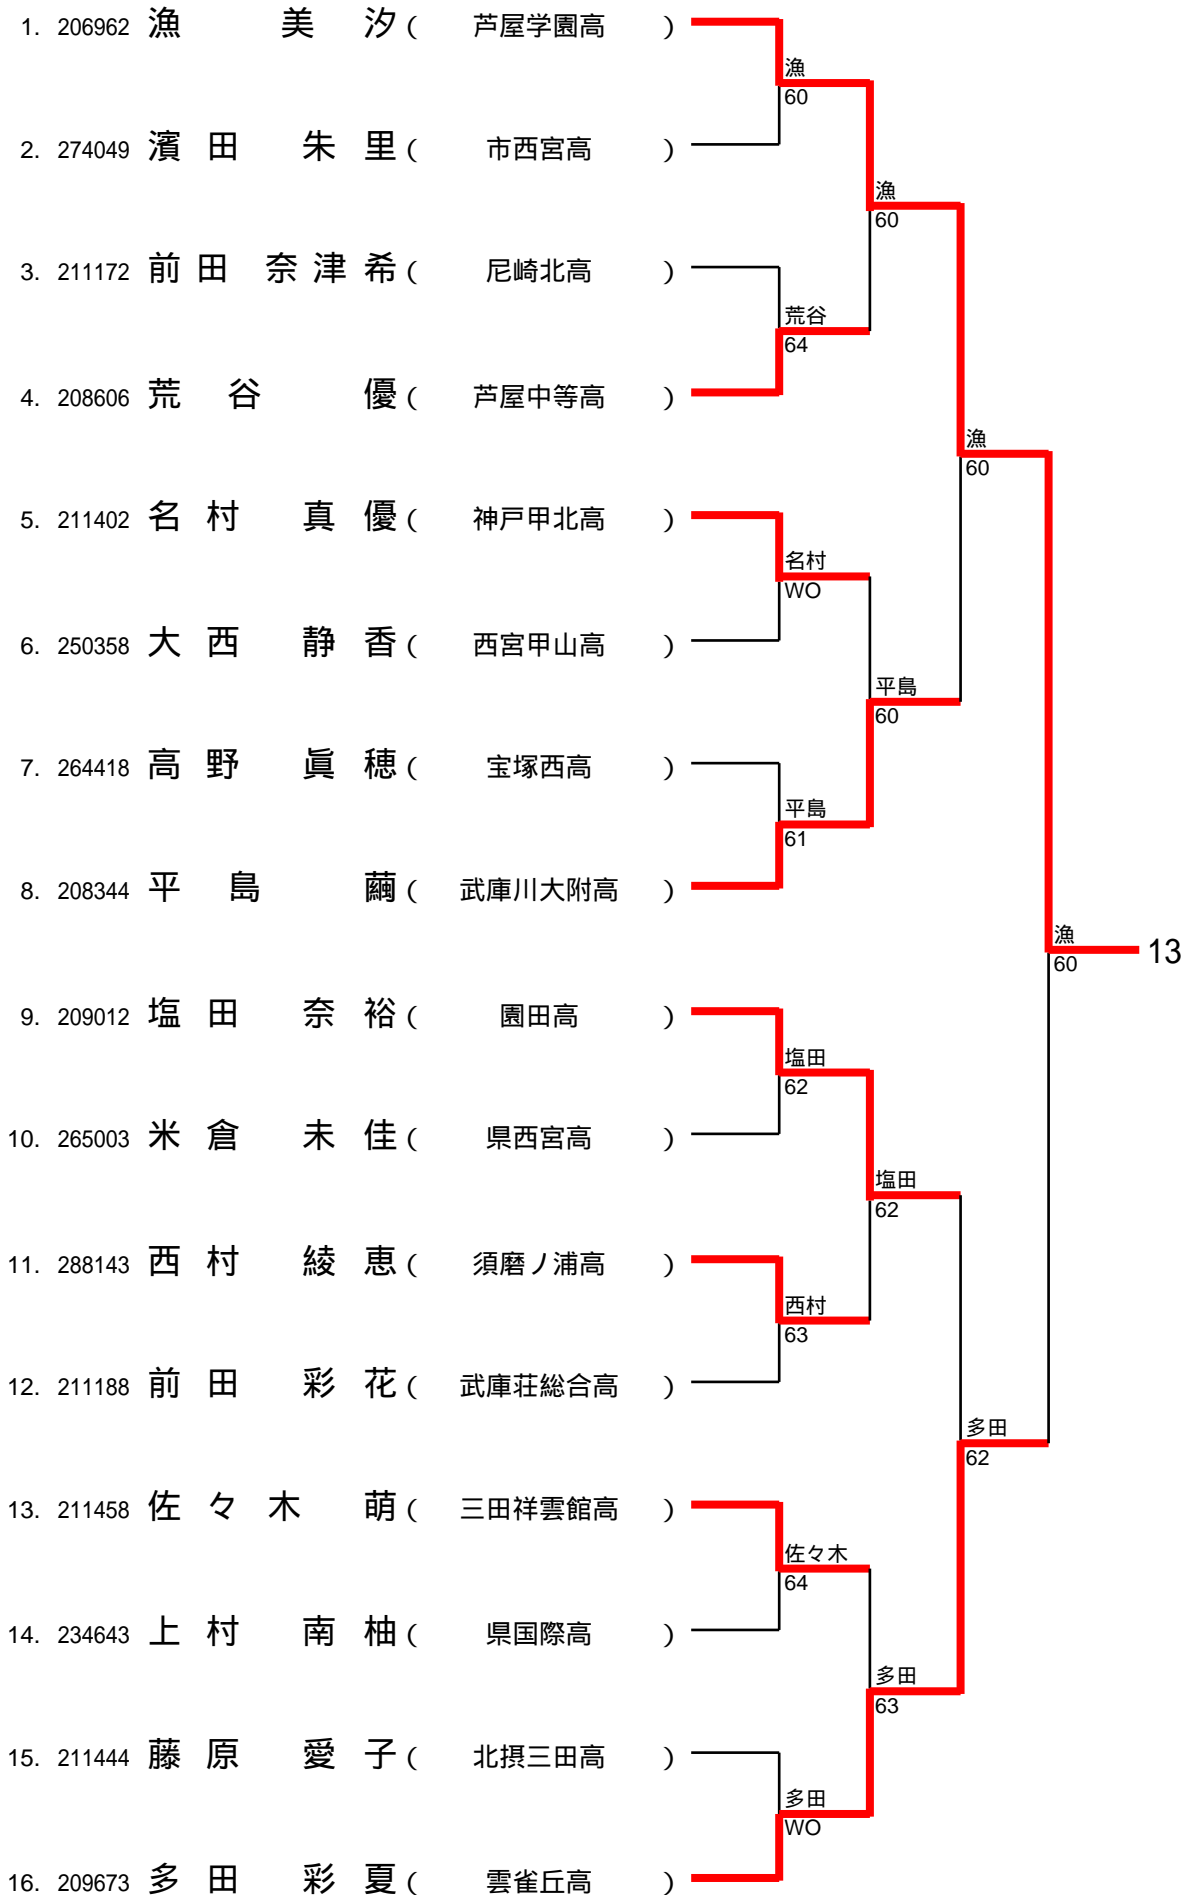 1. 206962 漁 美 汐 ( 芦屋学園高 )
漁
60
2. 274049 濱 田 朱 里 ( 市西宮高 )
漁
60
3. 211172 前 田 奈 津 希 ( 尼崎北高 )
荒谷
64
4. 208606 荒 谷 優 ( 芦屋中等高 )
漁
60
5. 211402 名 村 真 優 ( 神戸甲北高 )
名村
WO
6. 250358 大 西 静 香 ( 西宮甲山高 )
平島
60
7. 264418 高 野 眞 穂 ( 宝塚西高 )
平島
61
8. 208344 平 島 繭 ( 武庫川大附高 )
漁
60
13
9. 209012 塩 田 奈 裕 ( 園田高 )
塩田
62
10. 265003 米 倉 未 佳 ( 県西宮高 )
塩田
62
11. 288143 西 村 綾 恵 ( 須磨ノ浦高 )
西村
63
12. 211188 前 田 彩 花 ( 武庫荘総合高 )
多田
62
13. 211458 佐 々 木 萌 ( 三田祥雲館高 )
佐々木
64
14. 234643 上 村 南 柚 ( 県国際高 )
多田
63
15. 211444 藤 原 愛 子 ( 北摂三田高 )
多田
WO
16. 209673 多 田 彩 夏 ( 雲雀丘高 )